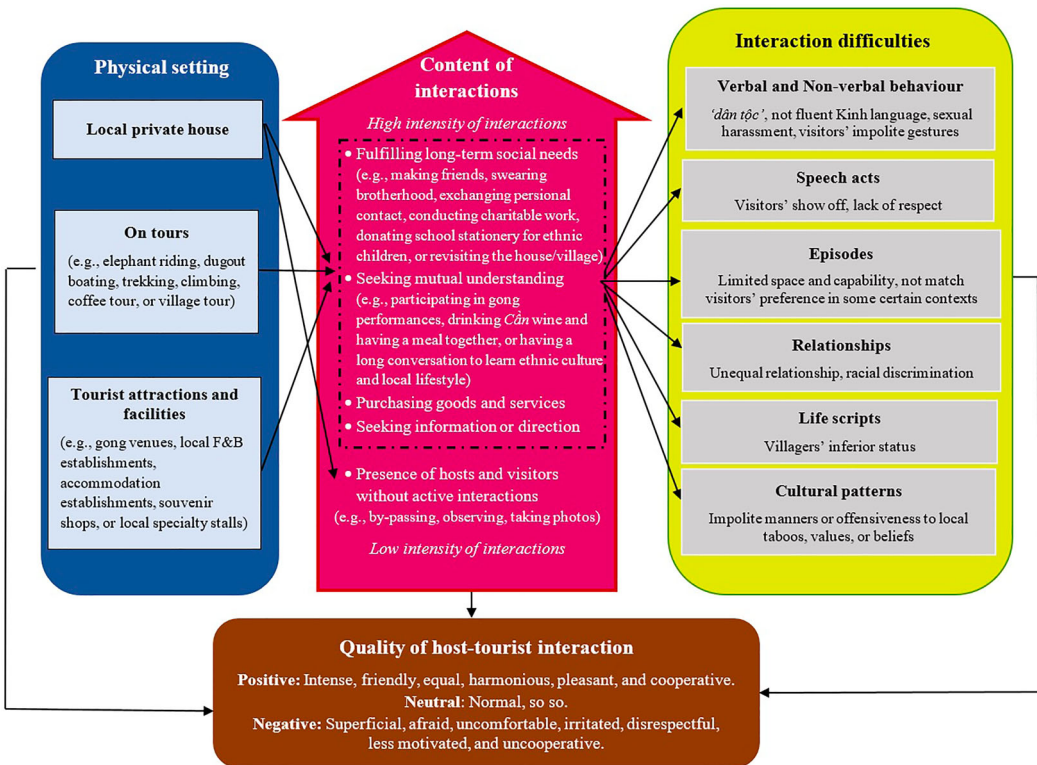 Physical setting
Local private house
On tours
(e.g., elephant riding, dugout
boating, trekking, climbing,
coffee tour, or village tour)
Tourist attractions and
facilities
(e.g., gong venues, local F&B
establishments,
accommodation
establishments, souvenir
shops, or local specialty stalls)
Content of
interactions
High intensity of interactions
• Fulfilling long-term social needs
(e.g., making friends, swearing
brotherhood, exchanging personal
contact, conducting charitable work,
donating school stationery for ethnic
children, or revisiting the house/village)
• Seeking mutual understanding
(e.g., participating in gong
performances, drinking Cần wine and
having a meal together, or having a
long conversation to learn ethnic culture
and local lifestyle)
• Purchasing goods and services
• Seeking information or direction
• Presence of hosts and visitors
without active interactions
(e.g., by-passing, observing, taking photos)
Low intensity of interactions
Interaction difficulties
Verbal and Non-verbal behaviour
‘dân tộc’, not fluent Kinh language, sexual
harassment, visitors’ impolite gestures
Speech acts
Visitors’ show off, lack of respect
Episodes
Limited space and capability, not match
visitors’ preference in some certain contexts
Relationships
Unequal relationship, racial discrimination
Life scripts
Villagers’ inferior status
Cultural patterns
Impolite manners or offensiveness to local
taboos, values, or beliefs
Quality of host-tourist interaction
Positive: Intense, friendly, equal, harmonious, pleasant, and cooperative.
Neutral: Normal, so so.
Negative: Superficial, afraid, uncomfortable, irritated, disrespectful,
less motivated, and uncooperative.